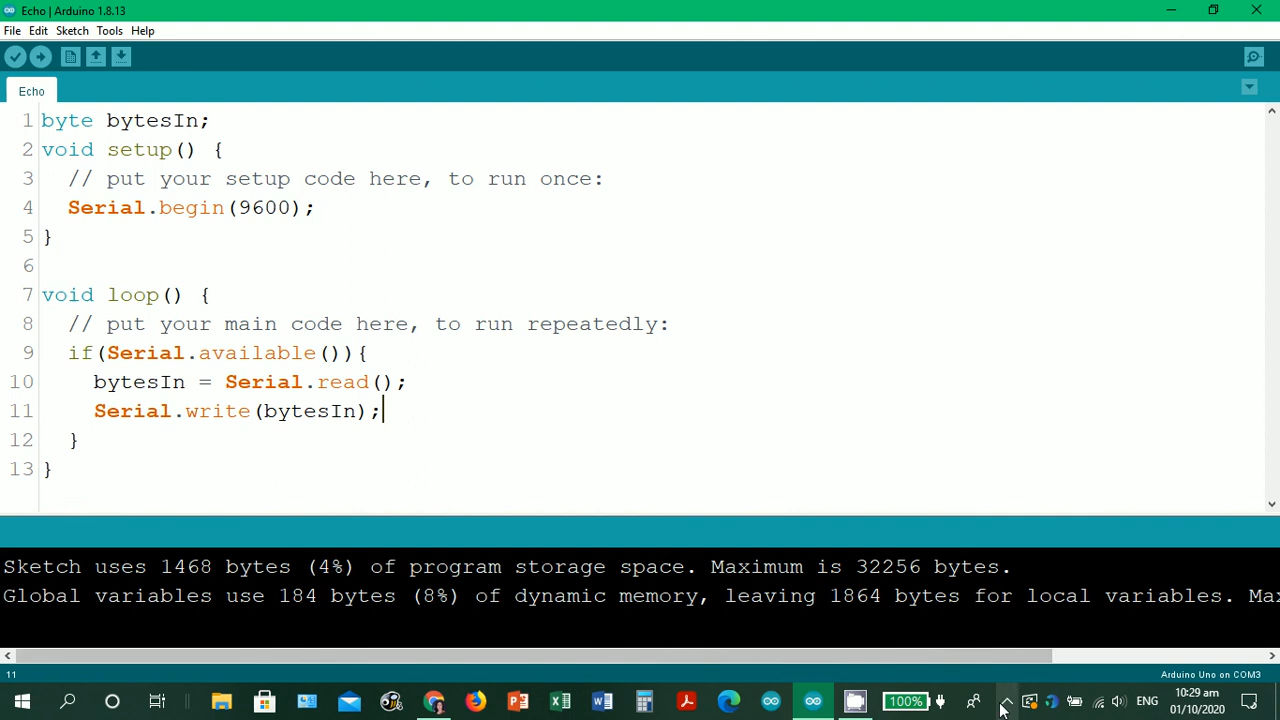 Echo | Arduino 1.8.13
File Edit Sketch Tools Help
Echo
1 byte bytesIn;
2 void setup() {
3 // put your setup code here, to run once:
4 Serial.begin(9600);
5 }
6
7 void loop() {
8 // put your main code here, to run repeatedly:
9 if(Serial.available()){
10 bytesIn = Serial.read();
11 Serial.write(bytesIn);
12 }
13 }
Sketch uses 1468 bytes (4%) of program storage space. Maximum is 32256 bytes.
Global variables use 184 bytes (8%) of dynamic memory, leaving 1864 bytes for local variables. Max
11 Arduino Uno on COM3
100% ENG 10:29 am
01/10/2020